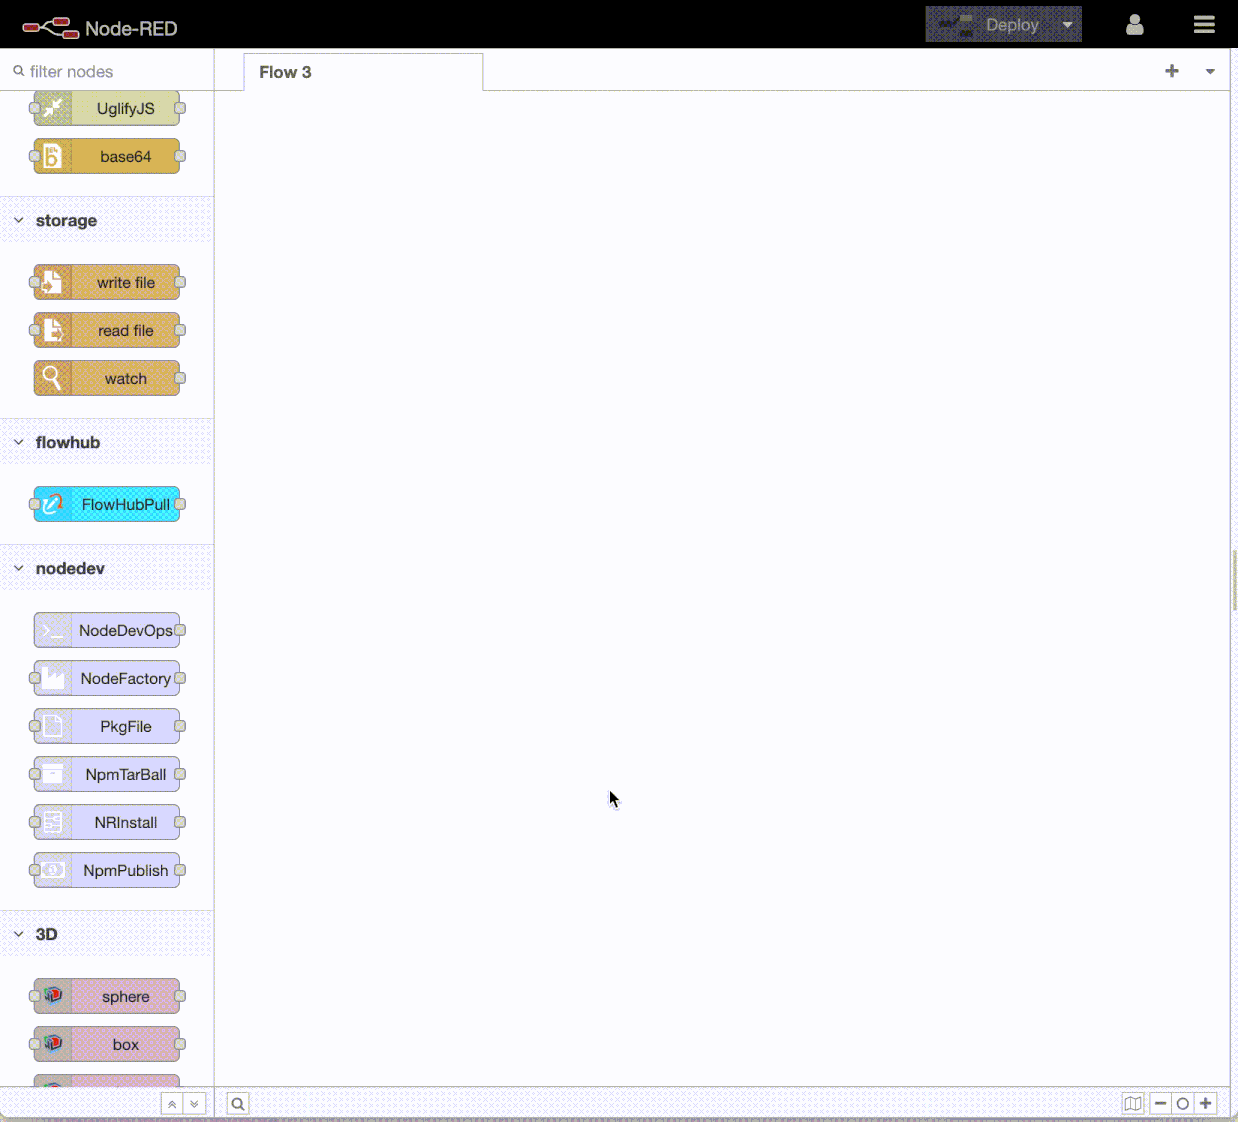 Node-RED
Deploy
filter nodes
Flow 3
UglifyJS
base64
storage
write file
read file
watch
flowhub
FlowHubPull
nodedev
NodeDevOps
NodeFactory
PkgFile
NpmTarBall
NRInstall
NpmPublish
3D
sphere
box